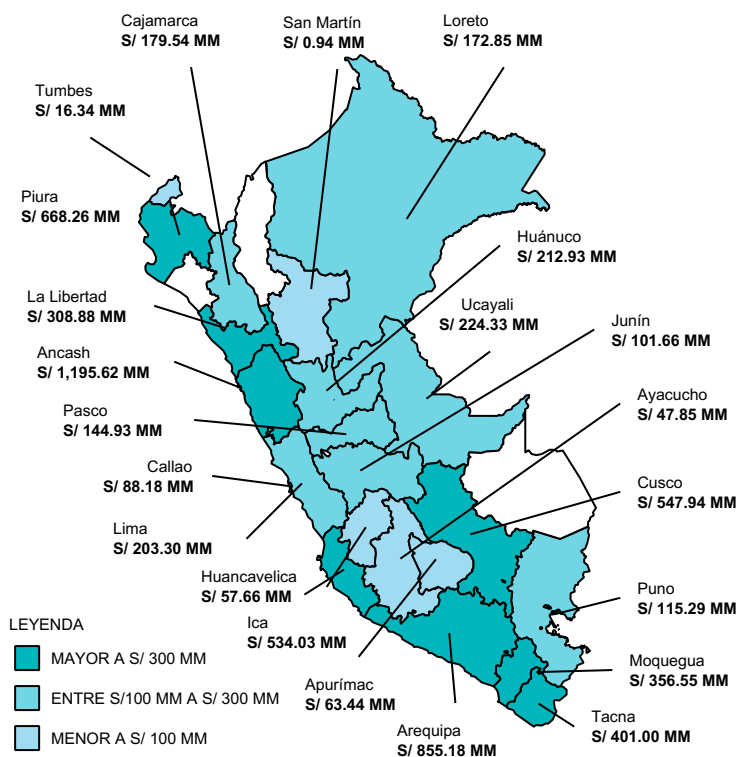 Cajamarca
S/ 179.54 MM
San Martín
S/ 0.94 MM
Loreto
S/ 172.85 MM
Tumbes
S/ 16.34 MM
Piura
S/ 668.26 MM
Huánuco
S/ 212.93 MM
La Libertad
S/ 308.88 MM
Ucayali
S/ 224.33 MM
Junín
S/ 101.66 MM
Ancash
S/ 1,195.62 MM
Ayacucho
S/ 47.85 MM
Pasco
S/ 144.93 MM
Callao
S/ 88.18 MM
Cusco
S/ 547.94 MM
Lima
S/ 203.30 MM
Huancavelica
S/ 57.66 MM
Puno
S/ 115.29 MM
Ica
S/ 534.03 MM
Moquegua
S/ 356.55 MM
Apurímac
S/ 63.44 MM
Tacna
S/ 401.00 MM
Arequipa
S/ 855.18 MM
LEYENDA
MAYOR A S/ 300 MM
ENTRE S/100 MM A S/ 300 MM
MENOR A S/ 100 MM